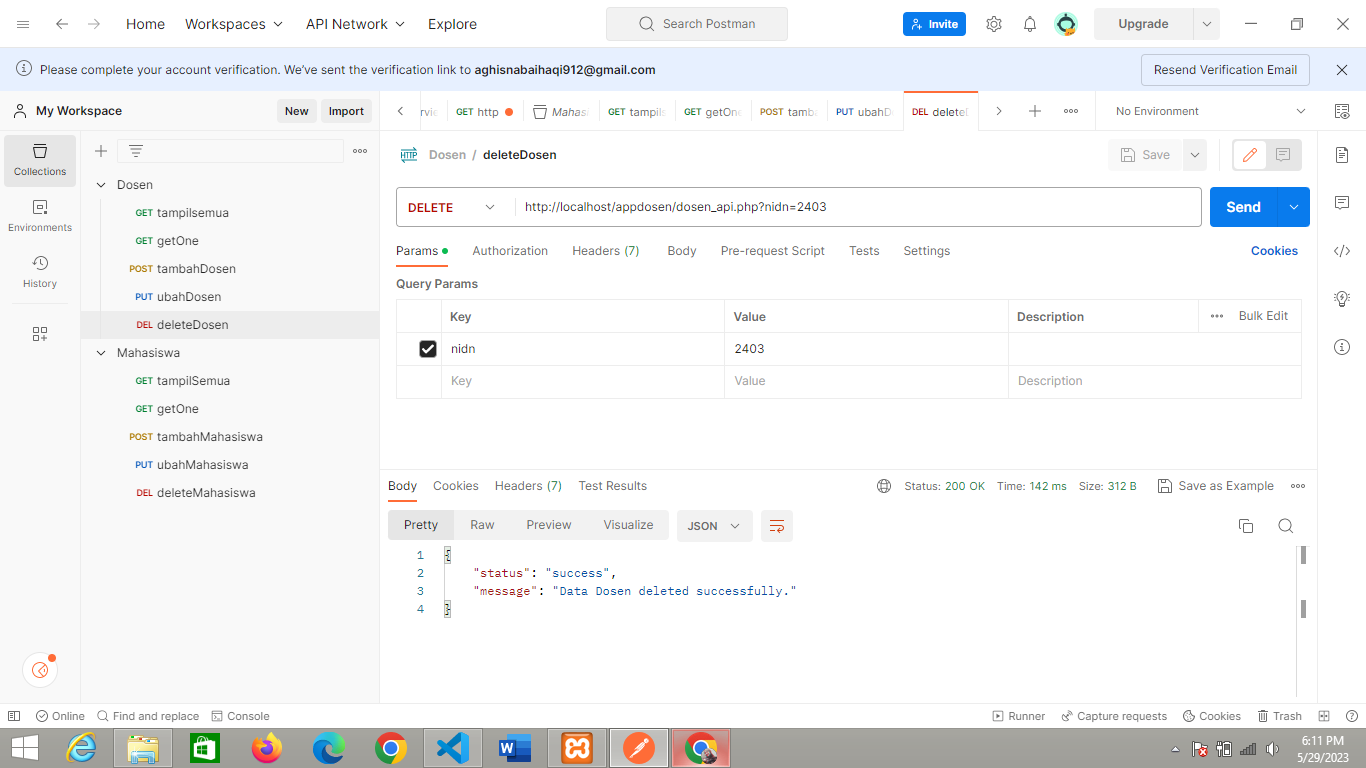 Home Workspaces API Network Explore Search Postman Invite Upgrade
Please complete your account verification. We've sent the verification link to aghisnabaihaqi912@gmail.com Resend Verification Email
My Workspace New Import
GET http Mahas GET tampils GET getOne POST tamb PUT ubahD DEL delete No Environment
Collections
Environments
History
Dosen
GET tampilsemua
GET getOne
POST tambahDosen
PUT ubahDosen
DEL deleteDosen
Mahasiswa
GET tampilSemua
GET getOne
POST tambahMahasiswa
PUT ubahMahasiswa
DEL deleteMahasiswa
HTTP Dosen / deleteDosen Save
DELETE http://localhost/appdosen/dosen_api.php?nidn=2403 Send
Params Authorization Headers (7) Body Pre-request Script Tests Settings Cookies
Query Params
Key Value Description Bulk Edit
nidn 2403
Key Value Description
Body Cookies Headers (7) Test Results Status: 200 OK Time: 142 ms Size: 312 B Save as Example
Pretty Raw Preview Visualize JSON
1 {
2 "status": "success",
3 "message": "Data Dosen deleted successfully."
4 }
Online Find and replace Console Runner Capture requests Cookies Trash
6:11 PM
5/29/2023